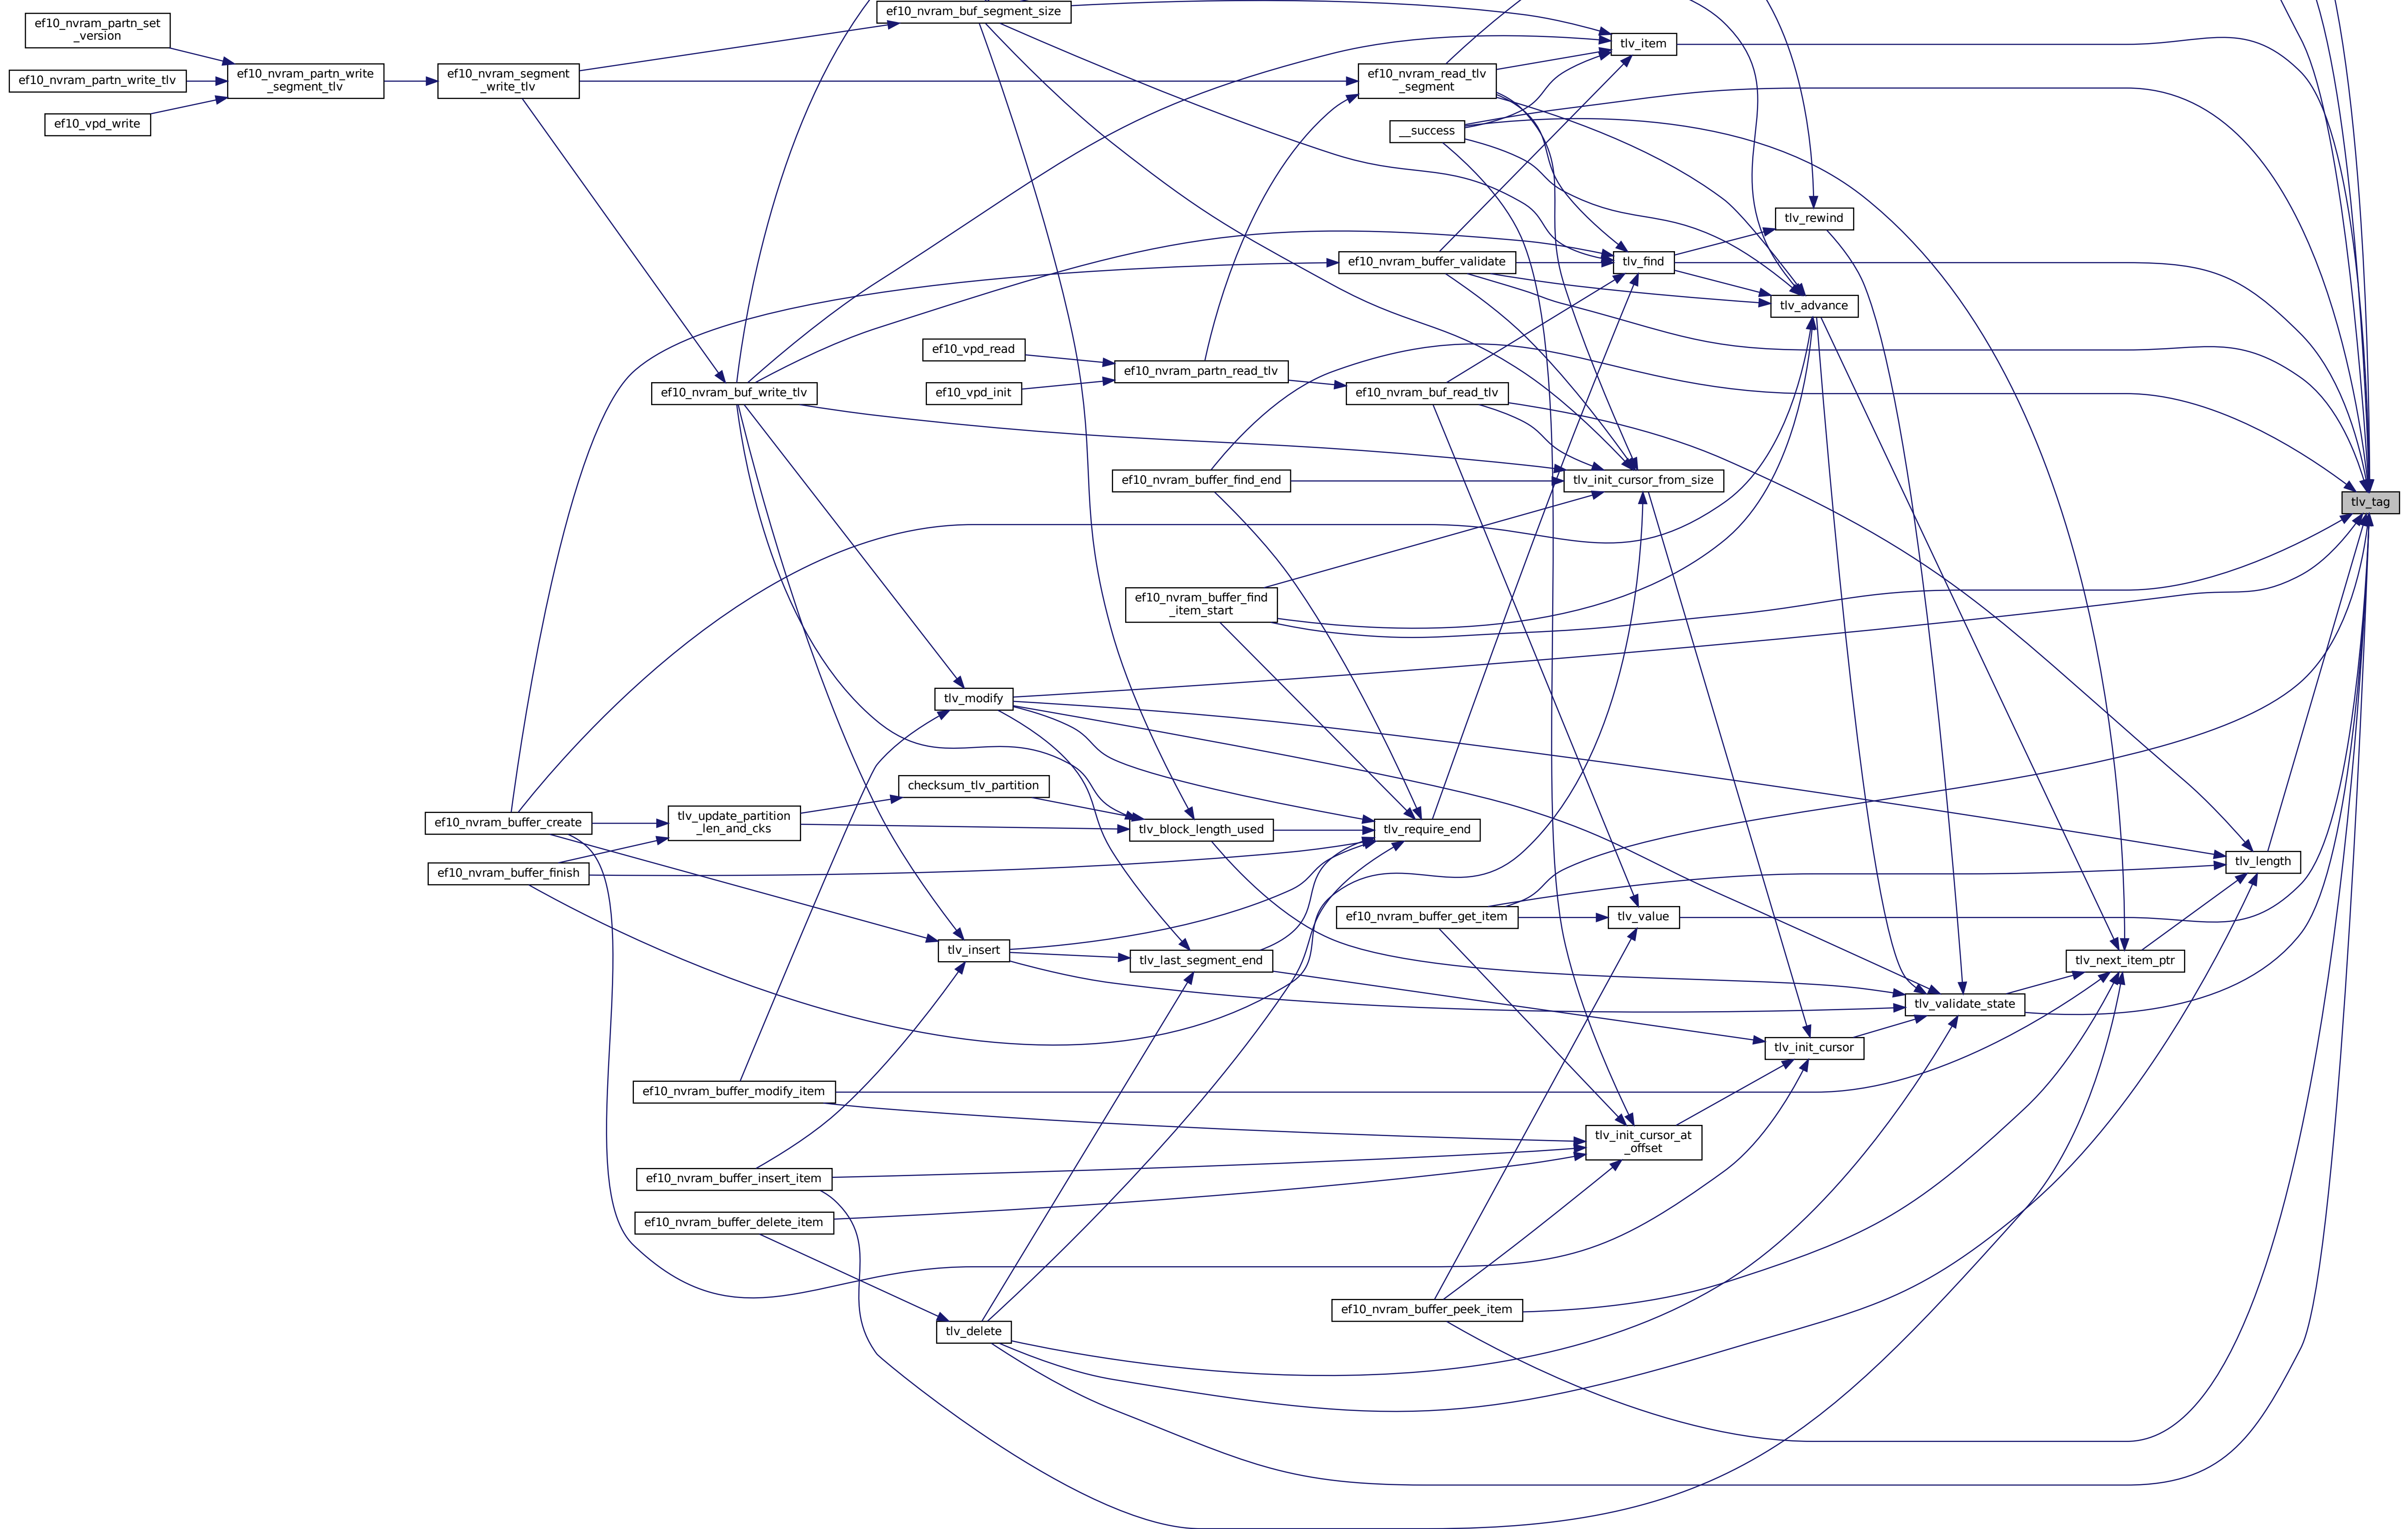 ef10_nvram_buf_segment_size
ef10_nvram_partn_set
_version
tlv_item
ef10_nvram_partn_write_tlv
ef10_nvram_partn_write
_segment_tlv
ef10_nvram_segment
_write_tlv
ef10_nvram_read_tlv
_segment
ef10_vpd_write
__success
tlv_rewind
ef10_nvram_buffer_validate
tlv_find
tlv_advance
ef10_vpd_read
ef10_nvram_partn_read_tlv
ef10_nvram_buf_write_tlv
ef10_vpd_init
ef10_nvram_buf_read_tlv
ef10_nvram_buffer_find_end
tlv_init_cursor_from_size
tlv_tag
ef10_nvram_buffer_find
_item_start
tlv_modify
checksum_tlv_partition
ef10_nvram_buffer_create
tlv_update_partition
_len_and_cks
tlv_block_length_used
tlv_require_end
ef10_nvram_buffer_finish
tlv_length
ef10_nvram_buffer_get_item
tlv_value
tlv_insert
tlv_last_segment_end
tlv_next_item_ptr
tlv_validate_state
tlv_init_cursor
ef10_nvram_buffer_modify_item
tlv_init_cursor_at
_offset
ef10_nvram_buffer_insert_item
ef10_nvram_buffer_delete_item
ef10_nvram_buffer_peek_item
tlv_delete